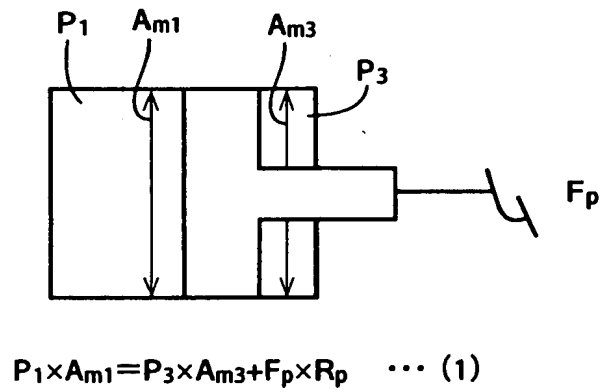 P₁ Aₘ₁ Aₘ₃
P₃
Fₚ
P₁×Aₘ₁=P₃×Aₘ₃+Fₚ×Rₚ ··· (1)